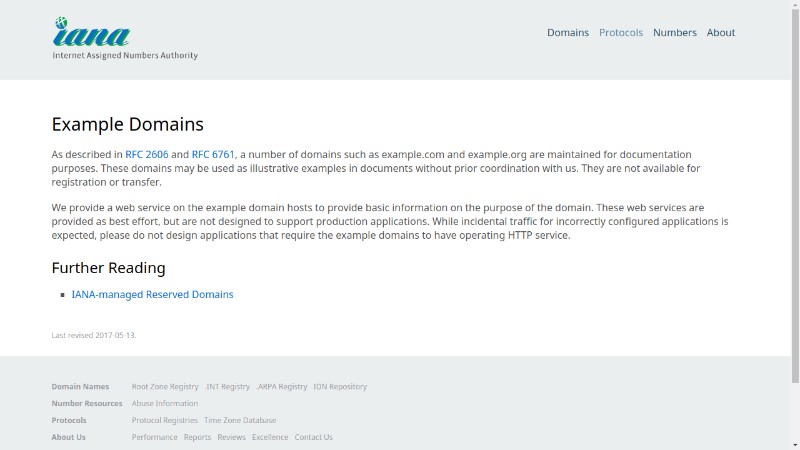 iana
Internet Assigned Numbers Authority
Domains Protocols Numbers About
Example Domains
As described in RFC 2606 and RFC 6761, a number of domains such as example.com and example.org are maintained for documentation
purposes. These domains may be used as illustrative examples in documents without prior coordination with us. They are not available for
registration or transfer.
We provide a web service on the example domain hosts to provide basic information on the purpose of the domain. These web services are
provided as best effort, but are not designed to support production applications. While incidental traffic for incorrectly configured applications is
expected, please do not design applications that require the example domains to have operating HTTP service.
Further Reading
IANA-managed Reserved Domains
Last revised 2017-05-13.
Domain Names Root Zone Registry .INT Registry .ARPA Registry IDN Repository
Number Resources Abuse Information
Protocols Protocol Registries Time Zone Database
About Us Performance Reports Reviews Excellence Contact Us